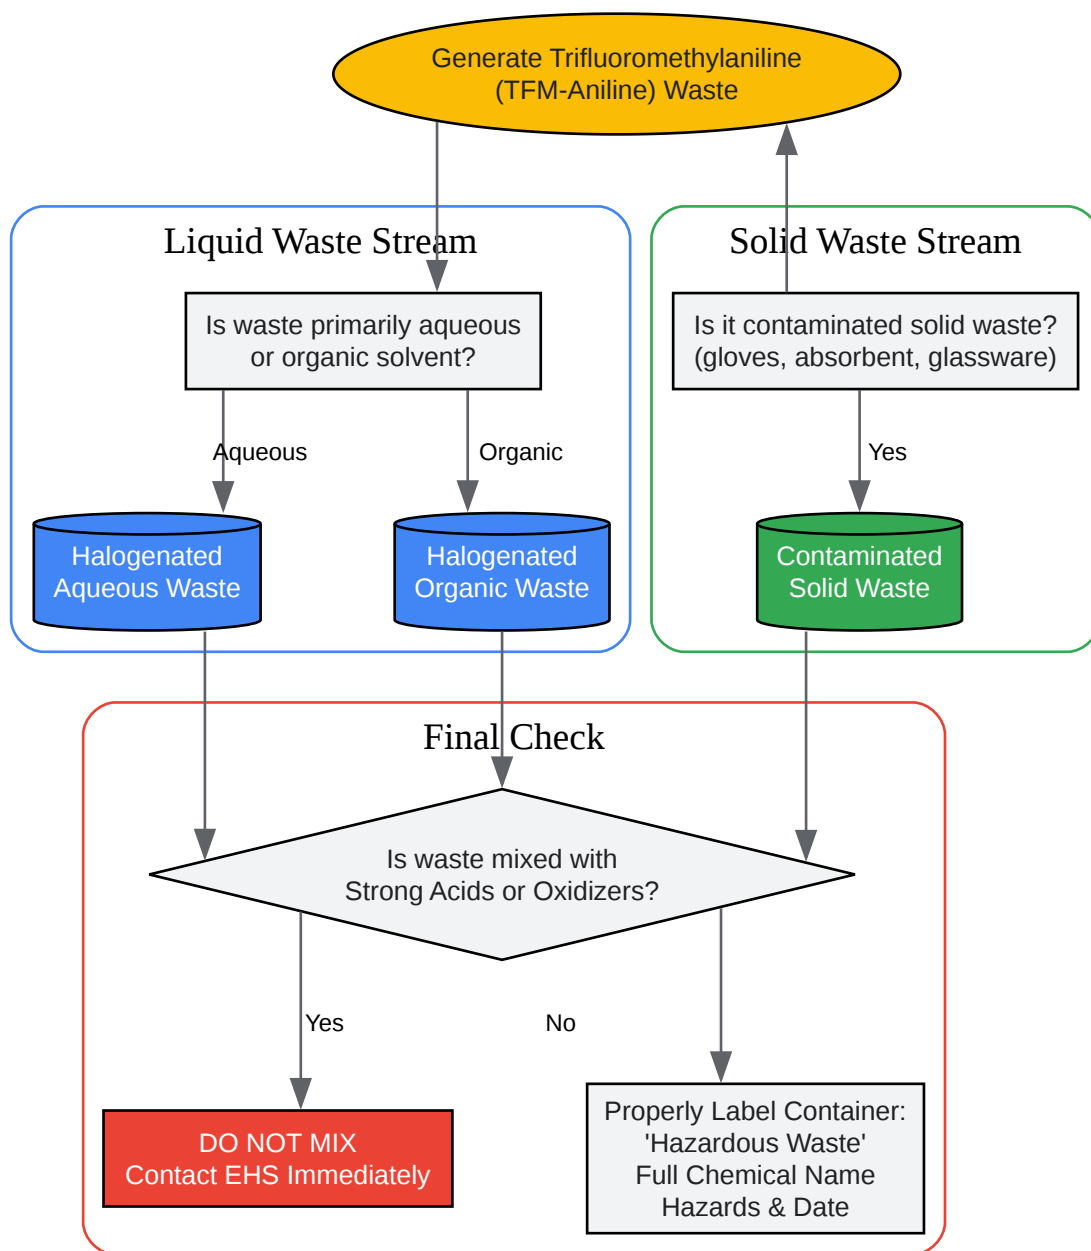 Generate Trifluoromethylaniline
(TFM-Aniline) Waste
Liquid Waste Stream
Is waste primarily aqueous
or organic solvent?
Aqueous
Organic
Halogenated
Aqueous Waste
Halogenated
Organic Waste
Solid Waste Stream
Is it contaminated solid waste?
(gloves, absorbent, glassware)
Yes
Contaminated
Solid Waste
Final Check
Is waste mixed with
Strong Acids or Oxidizers?
Yes
No
DO NOT MIX
Contact EHS Immediately
Properly Label Container:
'Hazardous Waste'
Full Chemical Name
Hazards & Date